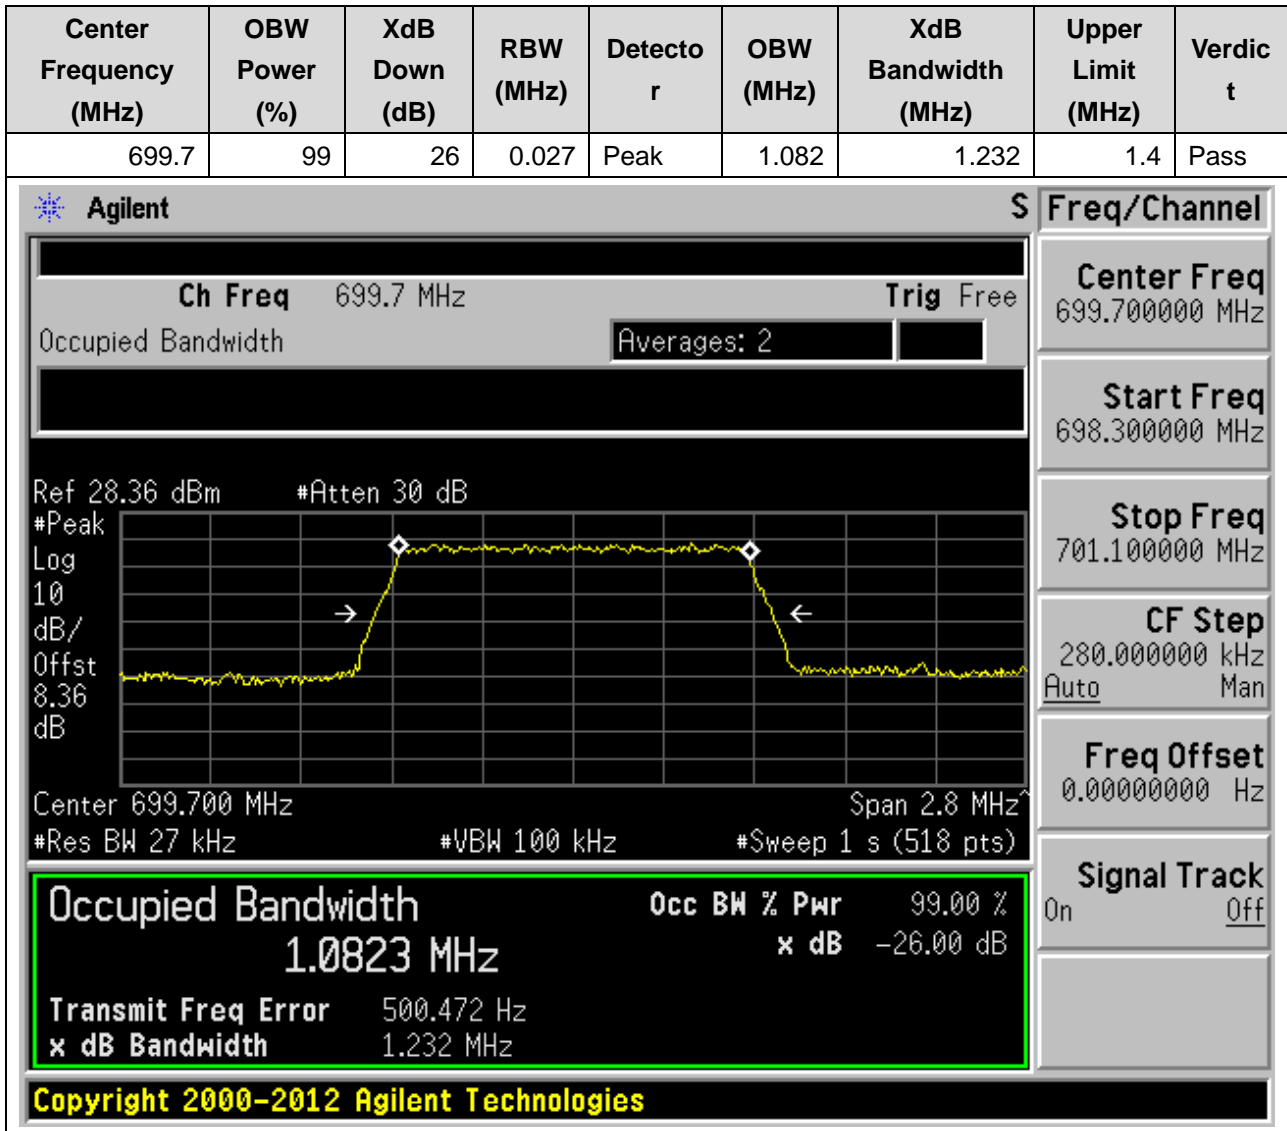 Center Frequency (MHz) | OBW Power (%) | XdB Down (dB) | RBW (MHz) | Detecto r | OBW (MHz) | XdB Bandwidth (MHz) | Upper Limit (MHz) | Verdic t
699.7 | 99 | 26 | 0.027 | Peak | 1.082 | 1.232 | 1.4 | Pass
Agilent S Freq/Channel
Ch Freq 699.7 MHz Trig Free
Occupied Bandwidth Averages: 2
Center Freq
699.700000 MHz
Start Freq
698.300000 MHz
Stop Freq
701.100000 MHz
CF Step
280.000000 kHz
Auto Man
Freq Offset
0.00000000 Hz
Signal Track
On Off
Ref 28.36 dBm #Atten 30 dB
#Peak
Log
10
dB/
Offst
8.36
dB
Center 699.700 MHz Span 2.8 MHz^
#Res BW 27 kHz #VBW 100 kHz #Sweep 1 s (518 pts)
Occupied Bandwidth Occ BW % Pwr 99.00 %
1.0823 MHz x dB -26.00 dB
Transmit Freq Error 500.472 Hz
x dB Bandwidth 1.232 MHz
Copyright 2000-2012 Agilent Technologies